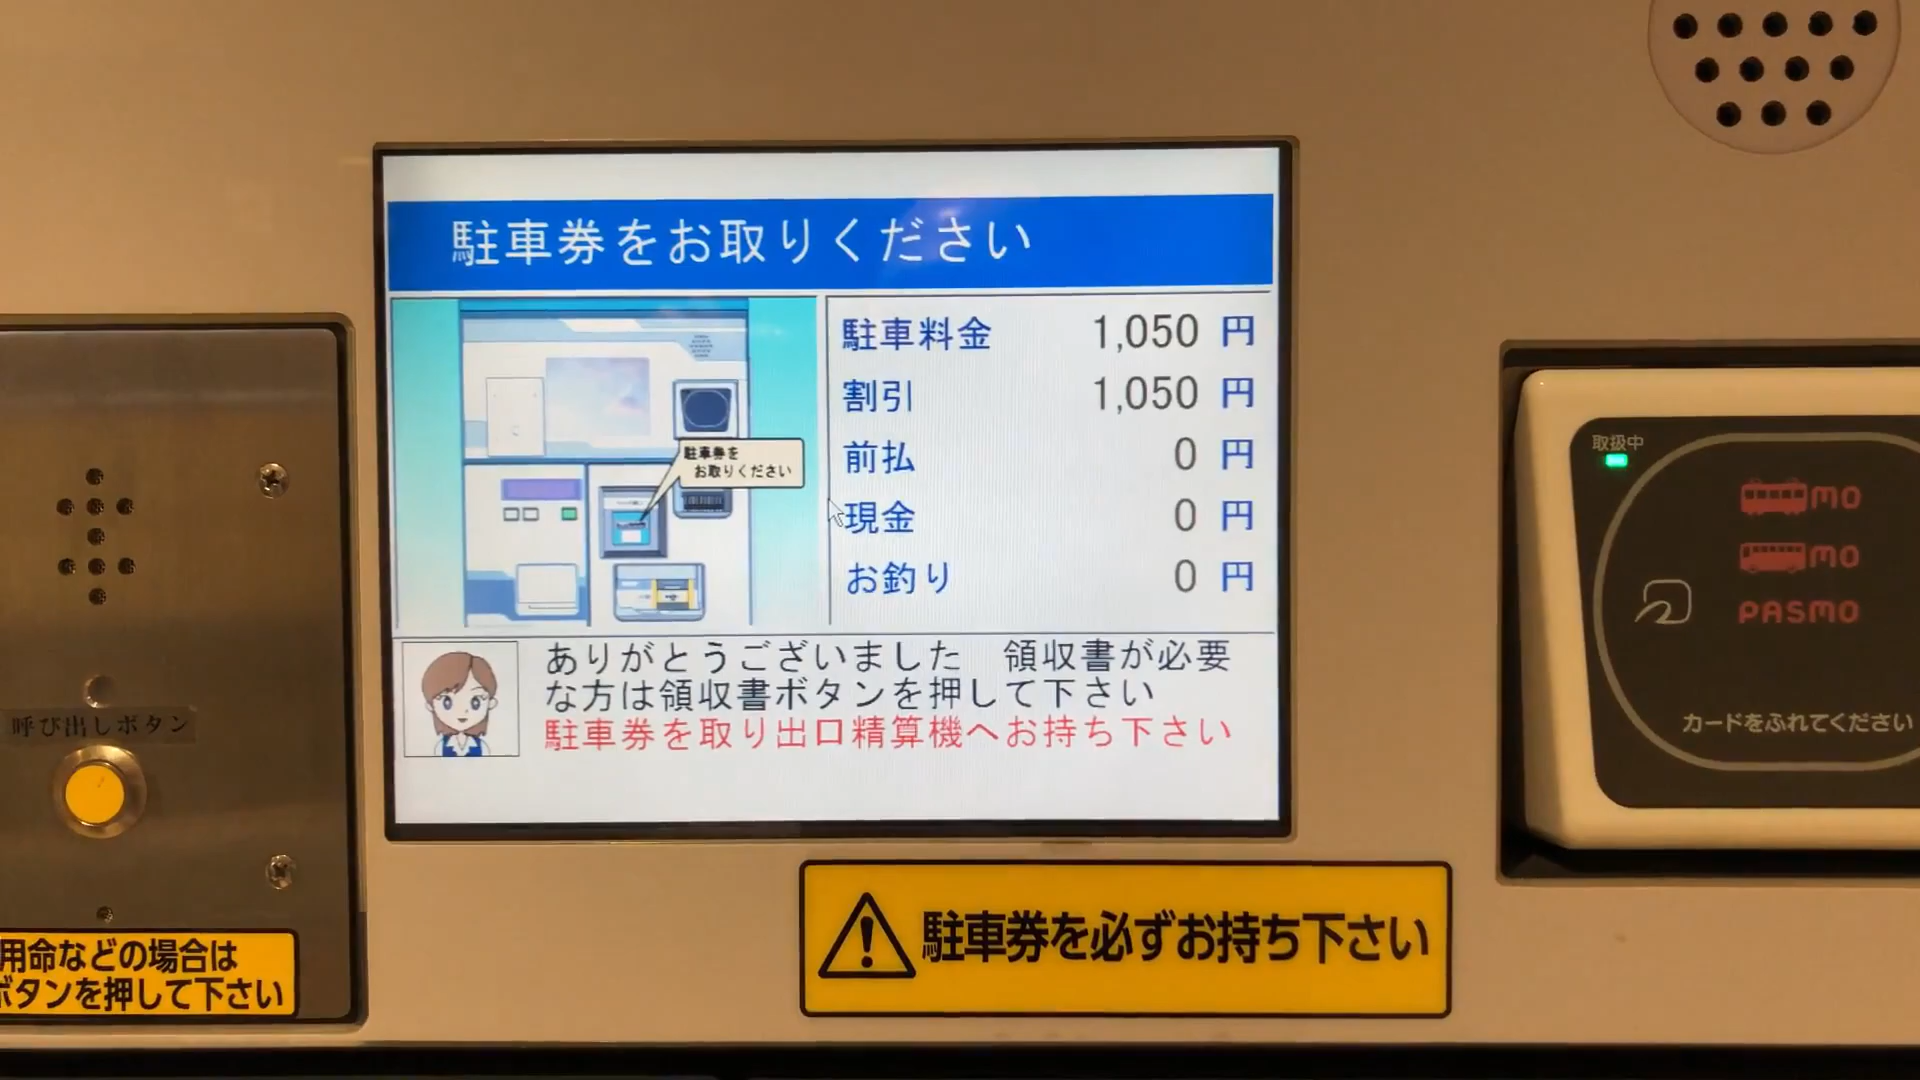 駐車券をお取りください
駐車料金 1,050 円
割引 1,050 円
前払 0 円
現金 0 円
お釣り 0 円
駐車券を
お取りください
ありがとうございました 領収書が必要
な方は領収書ボタンを押して下さい
駐車券を取り出口精算機へお持ち下さい
取扱中
MO
MO
PASMO
カードをふれてください
呼び出しボタン
用命などの場合は
ボタンを押して下さい
駐車券を必ずお持ち下さい